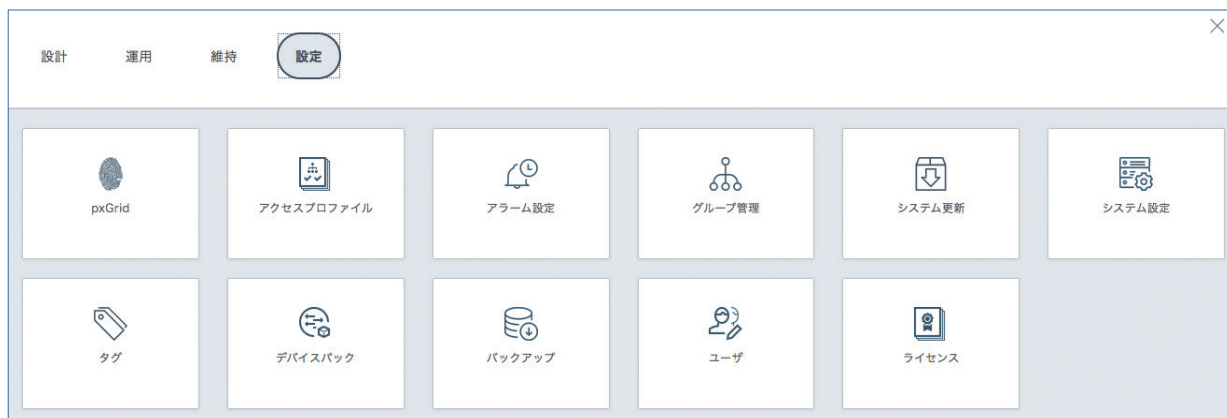 設計
運用
維持
設定
pxGrid
アクセスプロファイル
アラーム設定
グループ管理
システム更新
システム設定
タグ
デバイスパック
バックアップ
ユーザ
ライセンス